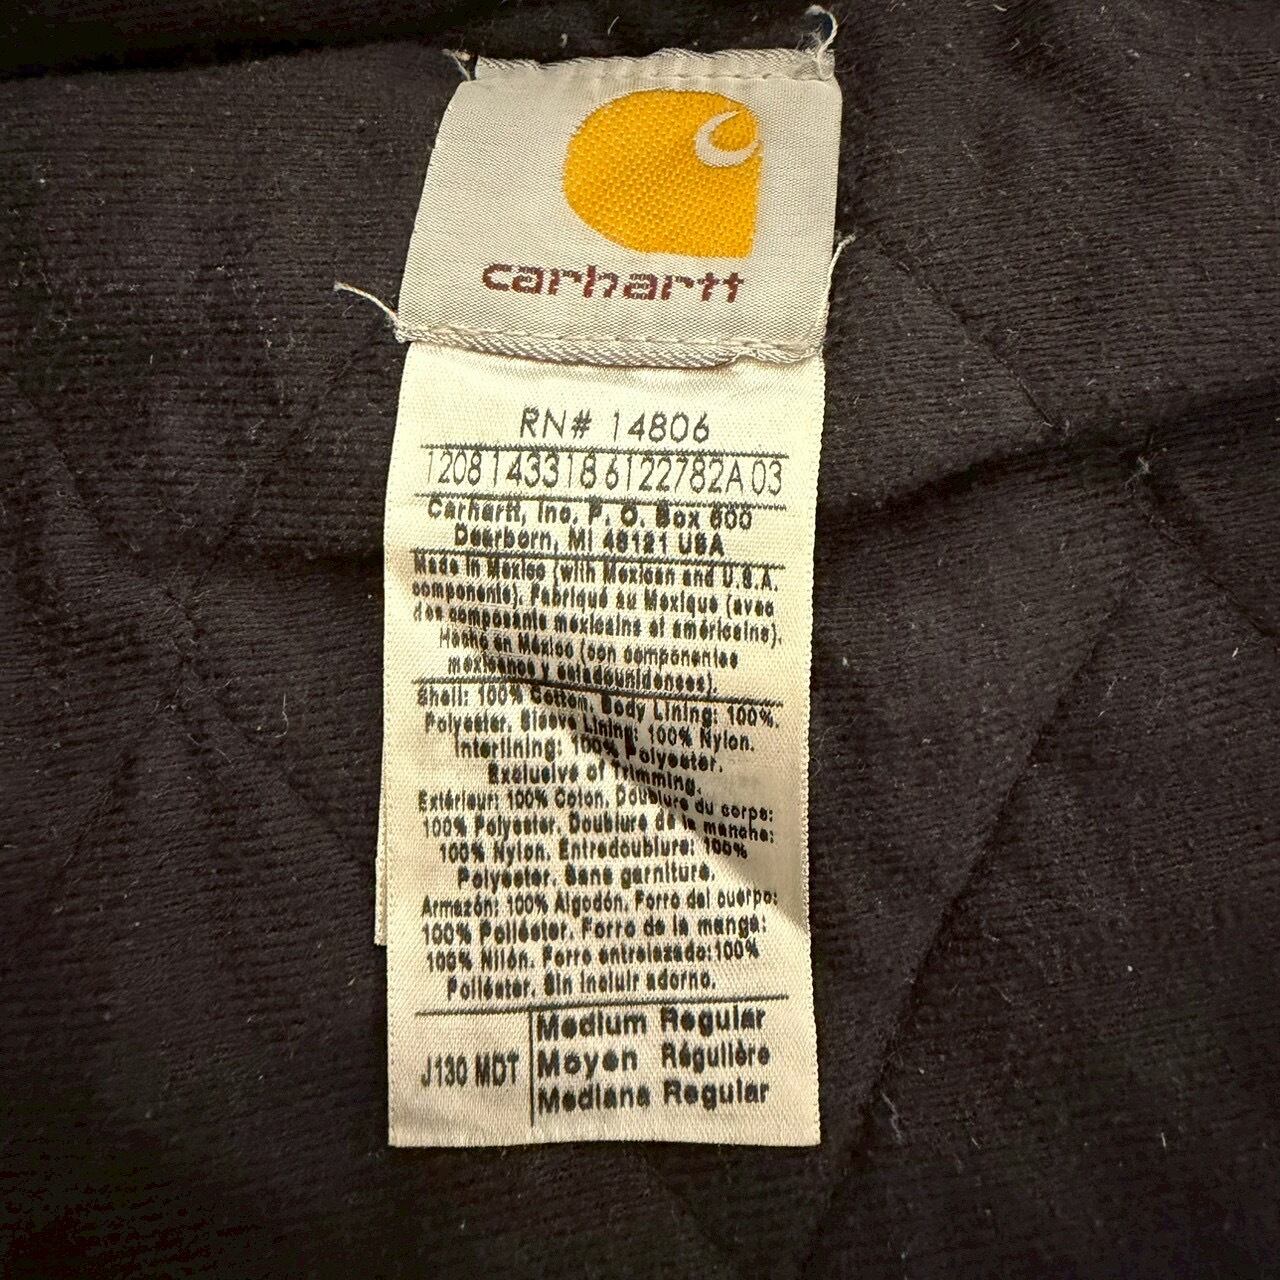 carhartt
RN# 14806
12081433186122782A 03
Carhartt, Inc. P. O. Box 600
Dearborn, MI 48121 USA
Made in Mexico (with Mexican and U.S.A.
components). Fabriqué au Mexique (avec
des composants mexicains et américains).
Hecho en México (con componentes
mexicanos y estadounidenses).
Shell: 100% Cotton. Body Lining: 100%.
Polyester. Sleeve Lining: 100% Nylon.
Interlining: 100% Polyester.
Exclusive of Trimming.
Extérieur: 100% Coton. Doublure du corps:
100% Polyester. Doublure de la manche:
100% Nylon. Entredoublure: 100%
Polyester. Sans garniture.
Armazón: 100% Algodón. Forro del cuerpo:
100% Poliéster. Forro de la manga:
100% Nilón. Forro entrelazado:100%
Poliéster. Sin incluir adorno.
J130 MDT
Medium Regular
Moyen Régulière
Mediana Regular